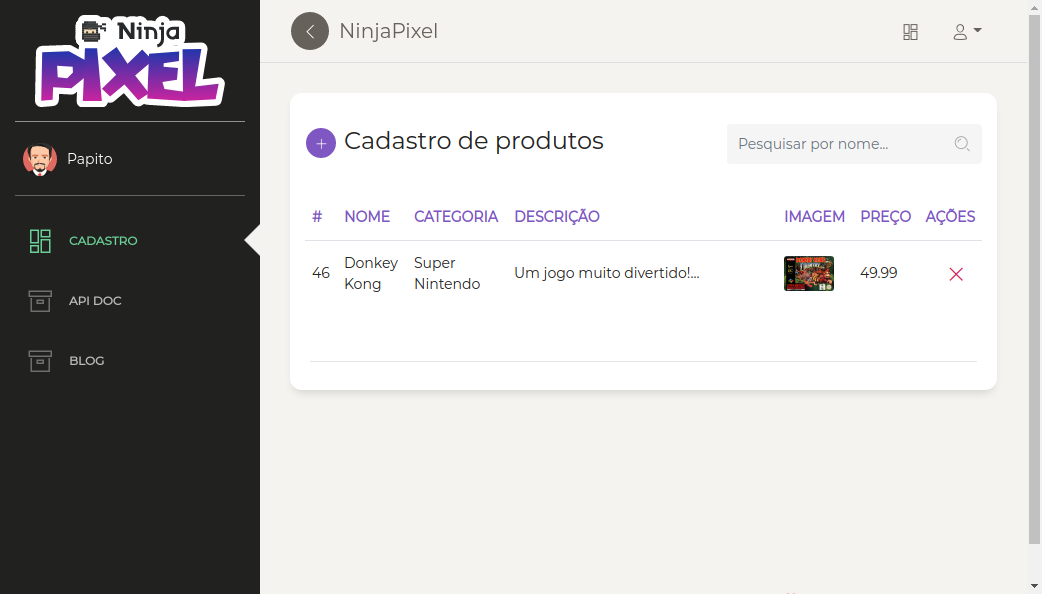 Ninja
PIXEL
NinjaPixel
Papito
CADASTRO
API DOC
BLOG
+ Cadastro de produtos
Pesquisar por nome...
# NOME CATEGORIA DESCRIÇÃO IMAGEM PREÇO AÇÕES
46 Donkey Kong Super Nintendo Um jogo muito divertido!... 49.99